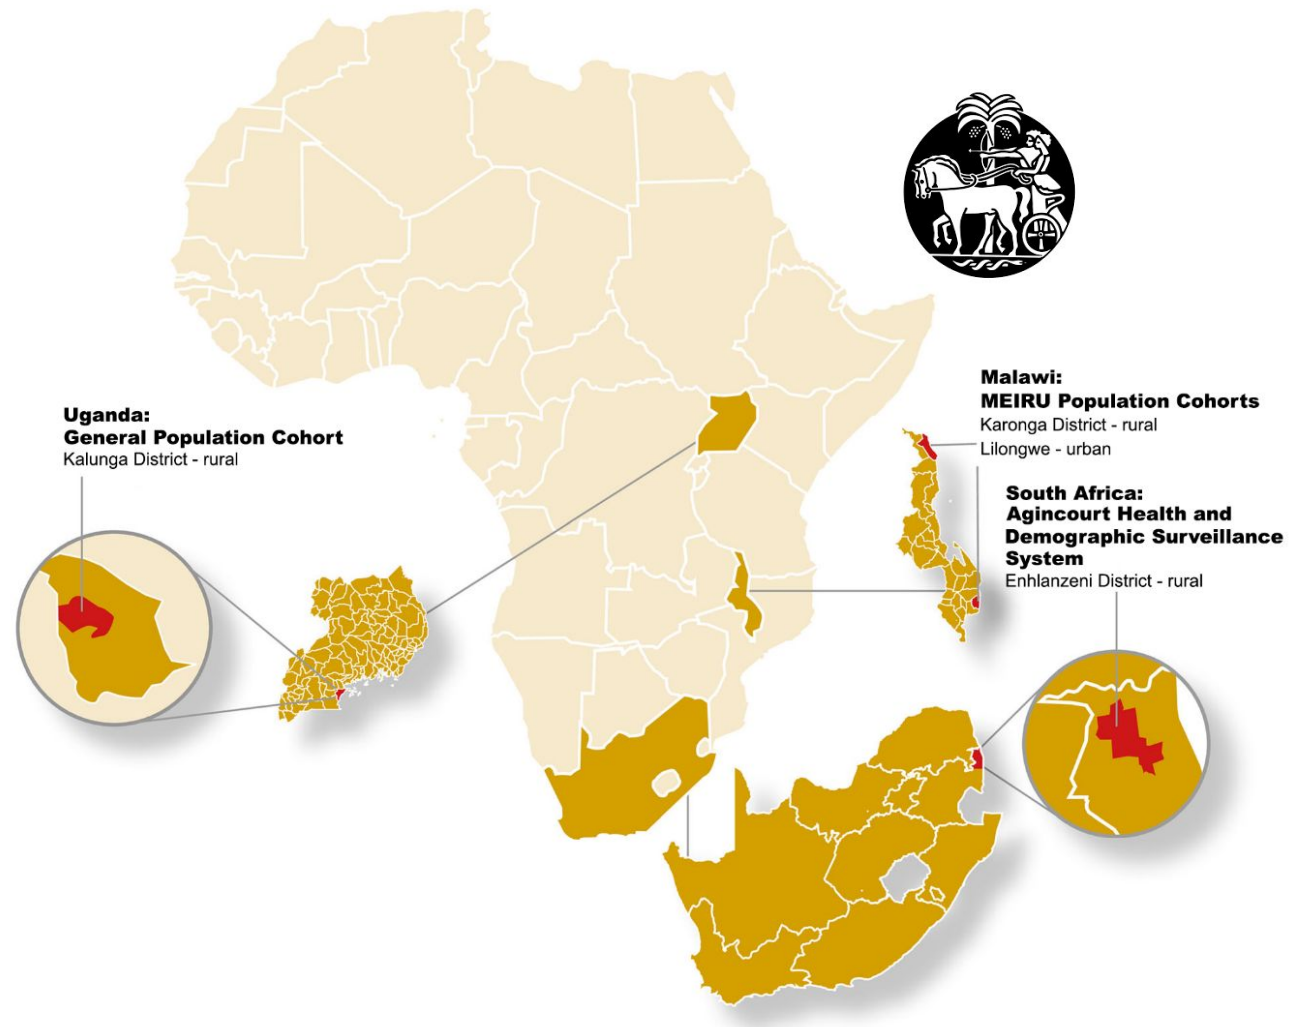 Uganda:
General Population Cohort
Kalunga District - rural
Malawi:
MEIRU Population Cohorts
Karonga District - rural
Lilongwe - urban
South Africa:
Agincourt Health and
Demographic Surveillance
System
Enhlanzeni District - rural